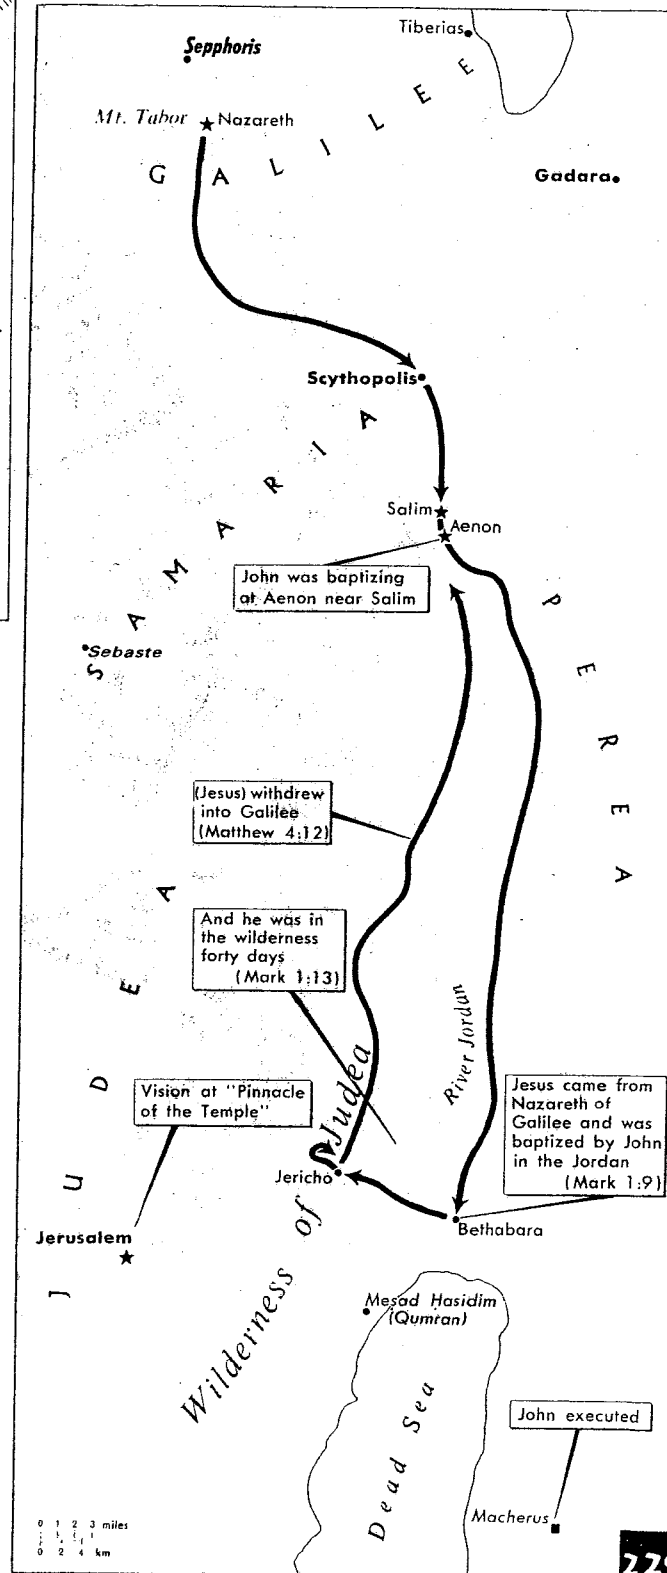 Tiberias
Sepphoris
Mt. Tabor
Nazareth
GALILEE
Gadara
Scythopolis
SAMARIA
Salim
Aenon
John was baptizing
at Aenon near Salim
PEREA
Sebaste
(Jesus) withdrew
into Galilee
(Matthew 4:12)
And he was in
the wilderness
forty days
(Mark 1:13)
JUDEA
River Jordan
Vision at "Pinnacle
of the Temple"
Jesus came from
Nazareth of
Galilee and was
baptized by John
in the Jordan
(Mark 1:9)
Wilderness of Judea
Jericho
Bethabara
Jerusalem
Mesad Hasidim
(Qumran)
Dead Sea
John executed
Macherus
0 1 2 3 miles
0 2 4 km